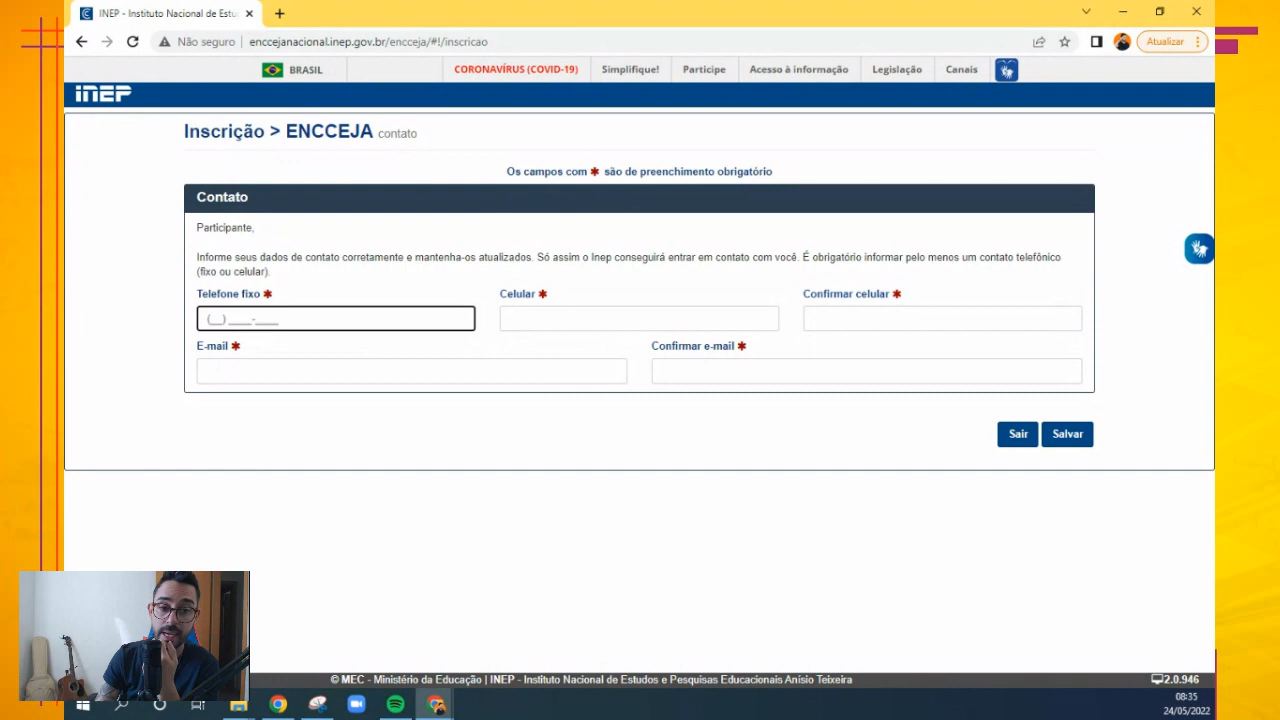 INEP - Instituto Nacional de Estu
Não seguro | enccejanacional.inep.gov.br/encceja/#!/inscricao
Atualizar
BRASIL CORONAVÍRUS (COVID-19) Simplifique! Participe Acesso à informação Legislação Canais
inep
Inscrição > ENCCEJA contato
Os campos com * são de preenchimento obrigatório
Contato
Participante,
Informe seus dados de contato corretamente e mantenha-os atualizados. Só assim o Inep conseguirá entrar em contato com você. É obrigatório informar pelo menos um contato telefônico
(fixo ou celular).
Telefone fixo * Celular * Confirmar celular *
(__) ____-____
E-mail * Confirmar e-mail *
Sair Salvar
© MEC - Ministério da Educação | INEP - Instituto Nacional de Estudos e Pesquisas Educacionais Anísio Teixeira 2.0.946
08:35
24/05/2022